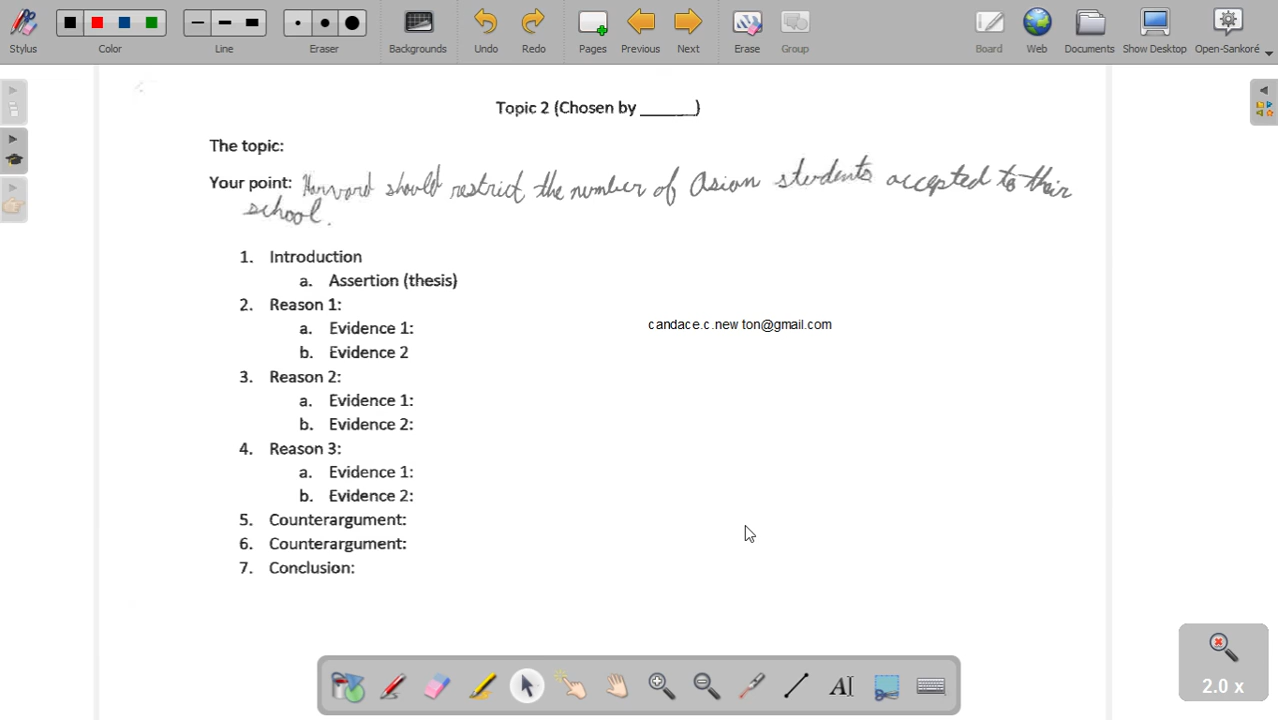 Stylus Color Line Eraser Backgrounds Undo Redo Pages Previous Next Erase Group Board Web Documents Show Desktop Open-Sankoré
Topic 2 (Chosen by ______)
The topic:
Your point: Harvard should restrict the number of Asian students accepted to their
school.
1. Introduction
a. Assertion (thesis)
2. Reason 1:
a. Evidence 1:
candace.c.new ton@gmail.com
b. Evidence 2
3. Reason 2:
a. Evidence 1:
b. Evidence 2:
4. Reason 3:
a. Evidence 1:
b. Evidence 2:
5. Counterargument:
6. Counterargument:
7. Conclusion:
AI
2.0 x